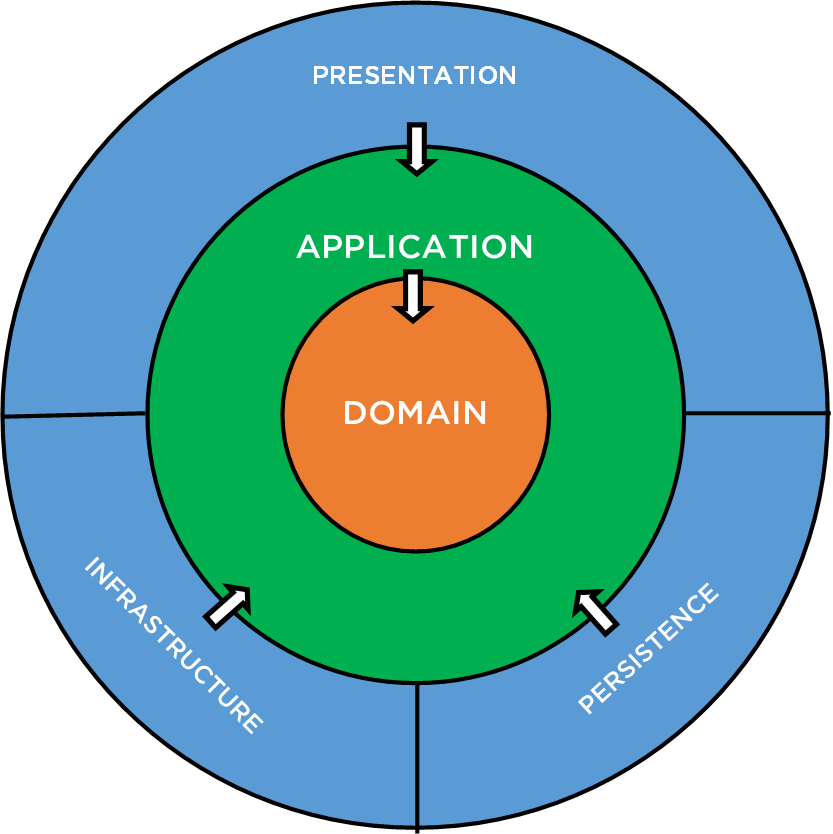 PRESENTATION
APPLICATION
DOMAIN
INFRASTRUCTURE
PERSISTENCE